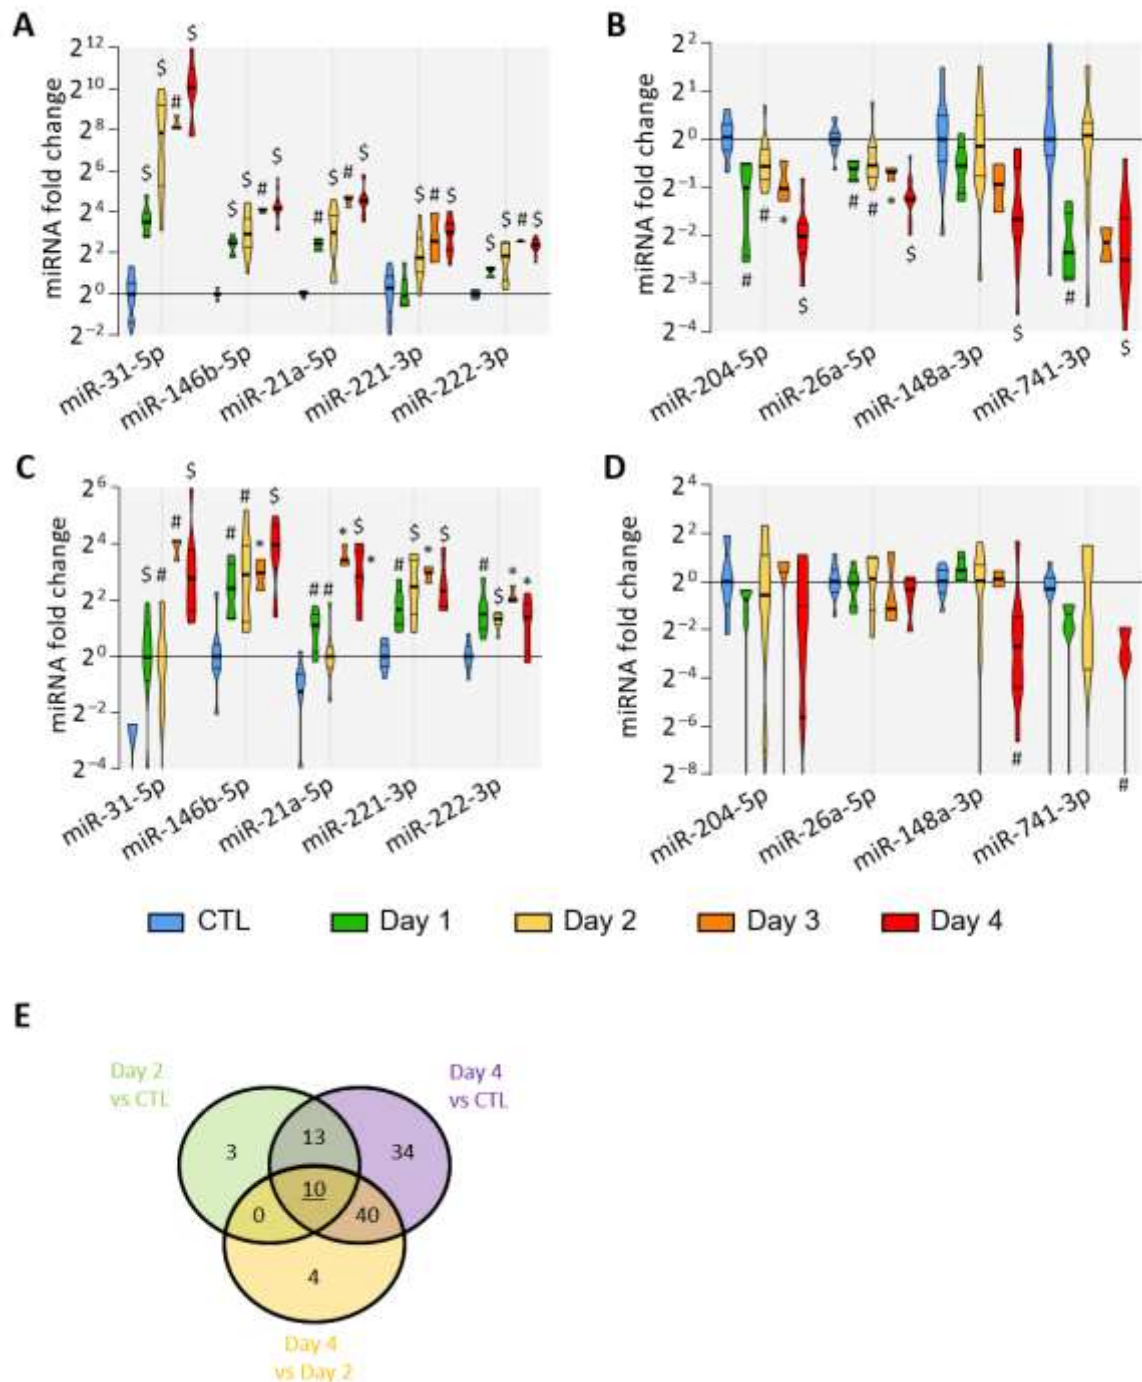 A
miRNA fold change
2^12
2^10
2^8
2^6
2^4
2^2
2^0
2^-2
$ $ # $
$ $ # $
# $ # $
$ # $
$ $ # $
miR-31-5p
miR-146b-5p
miR-21a-5p
miR-221-3p
miR-222-3p
B
miRNA fold change
2^2
2^1
2^0
2^-1
2^-2
2^-3
2^-4
# # * $
# # * $
$
# $
miR-204-5p
miR-26a-5p
miR-148a-3p
miR-741-3p
C
miRNA fold change
2^6
2^4
2^2
2^0
2^-2
2^-4
$ # # $
# # * $
# # * $ *
# $ * $
# $ * *
miR-31-5p
miR-146b-5p
miR-21a-5p
miR-221-3p
miR-222-3p
D
miRNA fold change
2^4
2^2
2^0
2^-2
2^-4
2^-6
2^-8
#
#
miR-204-5p
miR-26a-5p
miR-148a-3p
miR-741-3p
CTL
Day 1
Day 2
Day 3
Day 4
E
Day 2
vs CTL
Day 4
vs CTL
3
13
34
10
0
40
4
Day 4
vs Day 2